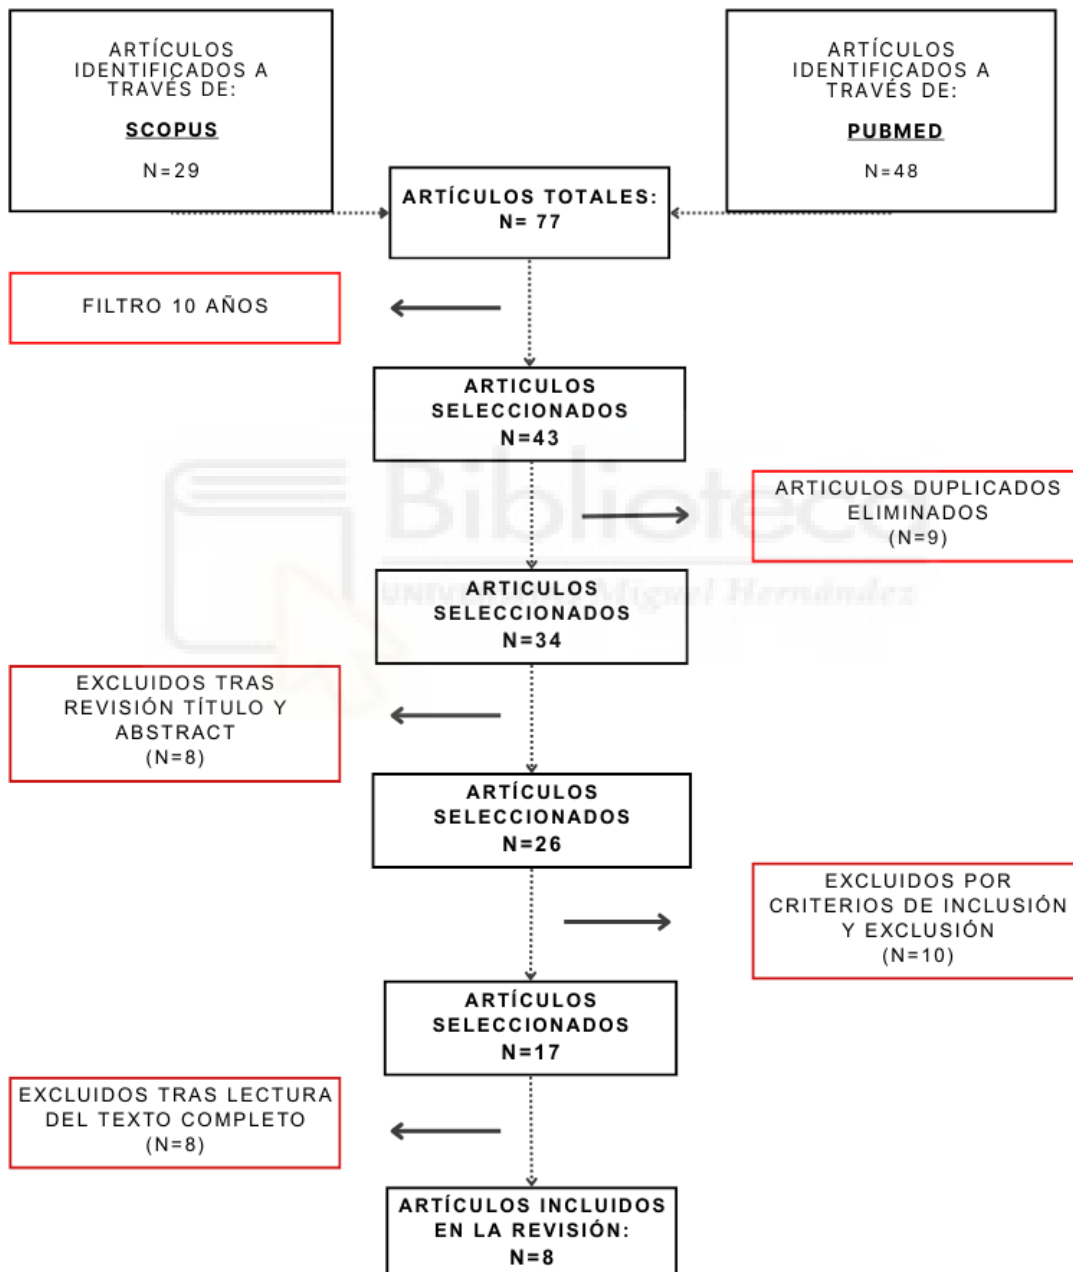 ARTÍCULOS
IDENTIFICADOS A
TRAVÉS DE:
SCOPUS
N=29
ARTÍCULOS
IDENTIFICADOS A
TRAVÉS DE:
PUBMED
N=48
ARTÍCULOS TOTALES:
N= 77
FILTRO 10 AÑOS
ARTICULOS
SELECCIONADOS
N=43
Biblioteca
ARTICULOS DUPLICADOS
ELIMINADOS
(N=9)
ARTICULOS
SELECCIONADOS
N=34
Miguel Hernández
EXCLUIDOS TRAS
REVISIÓN TÍTULO Y
ABSTRACT
(N=8)
ARTÍCULOS
SELECCIONADOS
N=26
EXCLUIDOS POR
CRITERIOS DE INCLUSIÓN
Y EXCLUSIÓN
(N=10)
ARTÍCULOS
SELECCIONADOS
N=17
EXCLUIDOS TRAS LECTURA
DEL TEXTO COMPLETO
(N=8)
ARTÍCULOS INCLUIDOS
EN LA REVISIÓN:
N=8